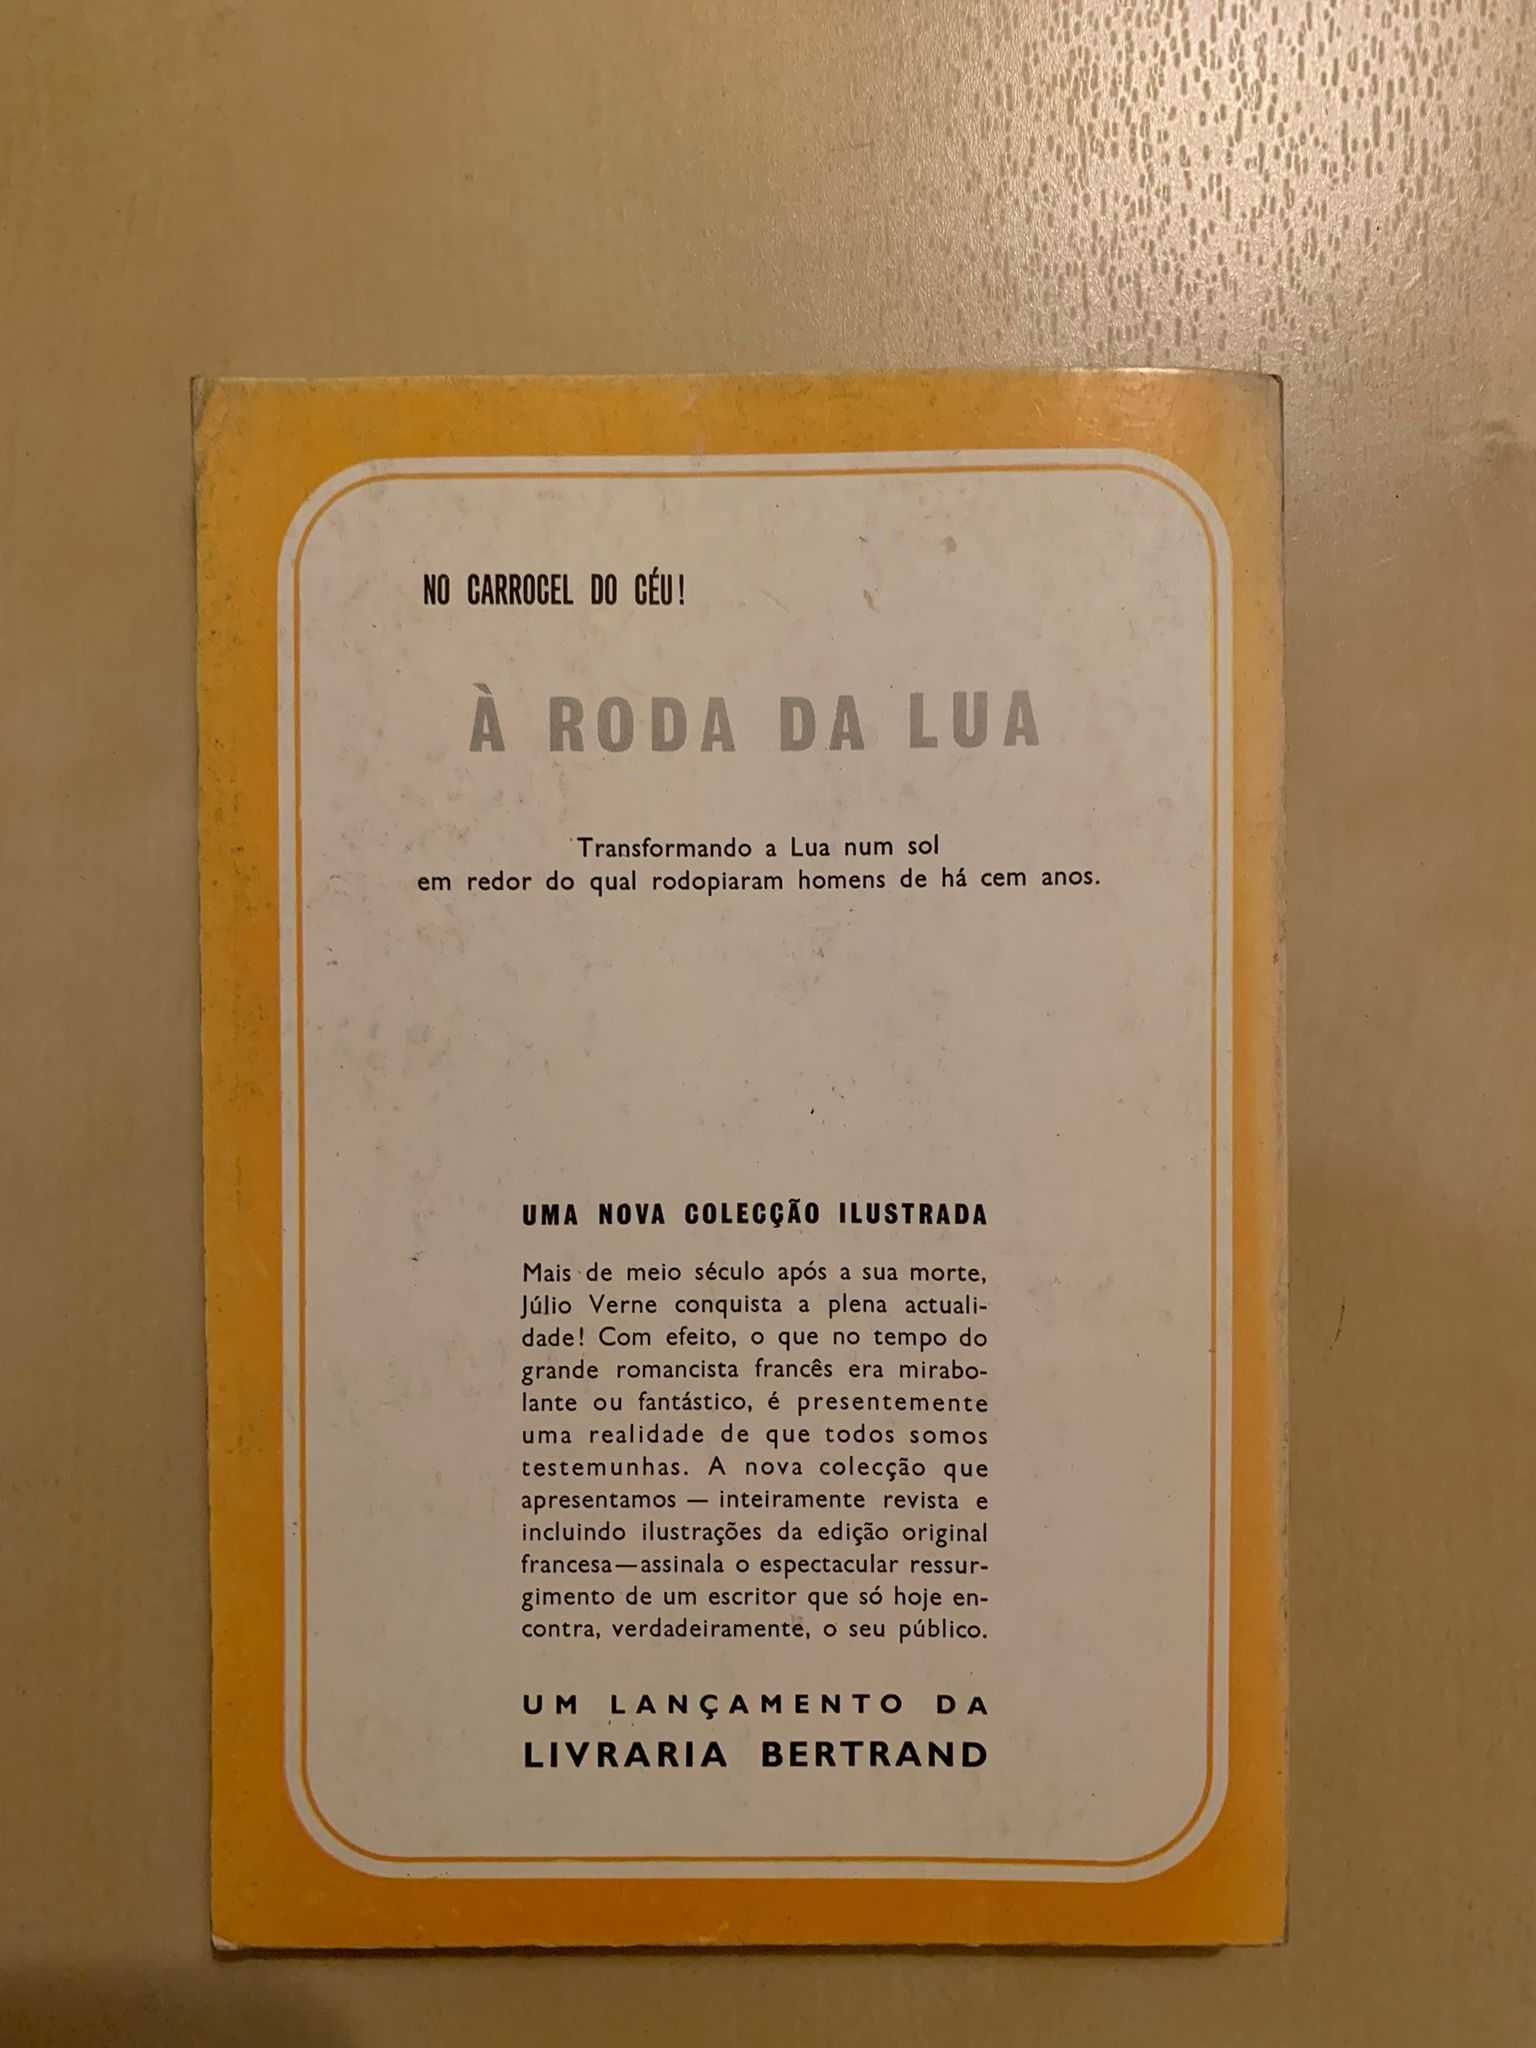 NO CARROCEL DO CÉU!
À RODA DA LUA
Transformando a Lua num sol
em redor do qual rodopiaram homens de há cem anos.
UMA NOVA COLECÇÃO ILUSTRADA
Mais de meio século após a sua morte,
Júlio Verne conquista a plena actuali-
dade! Com efeito, o que no tempo do
grande romancista francês era mirabo-
lante ou fantástico, é presentemente
uma realidade de que todos somos
testemunhas. A nova colecção que
apresentamos — inteiramente revista e
incluindo ilustrações da edição original
francesa—assinala o espectacular ressur-
gimento de um escritor que só hoje en-
contra, verdadeiramente, o seu público.
UM LANÇAMENTO DA
LIVRARIA BERTRAND